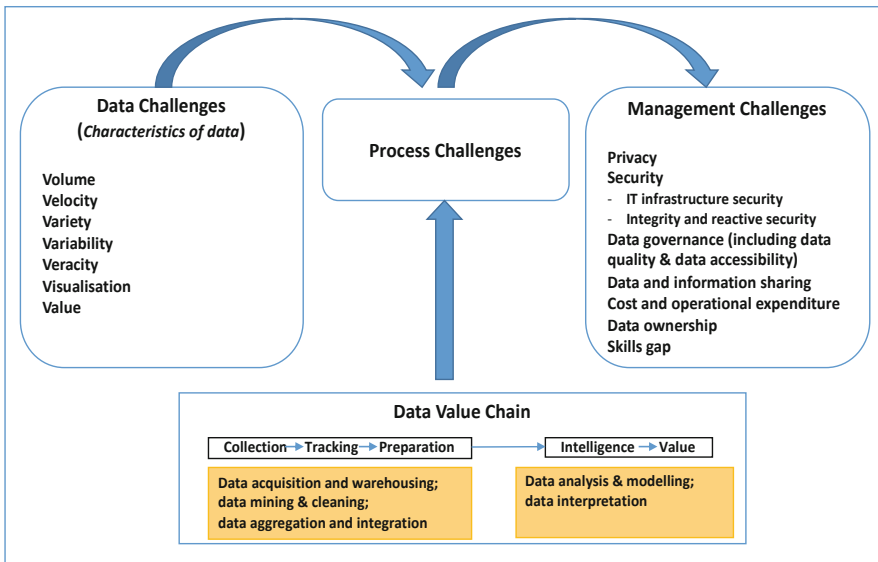 Data Challenges
(Characteristics of data)
Volume
Velocity
Variety
Variability
Veracity
Visualisation
Value
Process Challenges
Management Challenges
Privacy
Security
- IT infrastructure security
- Integrity and reactive security
Data governance (including data
quality & data accessibility)
Data and information sharing
Cost and operational expenditure
Data ownership
Skills gap
Data Value Chain
Collection Tracking Preparation
Intelligence Value
Data acquisition and warehousing;
data mining & cleaning;
data aggregation and integration
Data analysis & modelling;
data interpretation